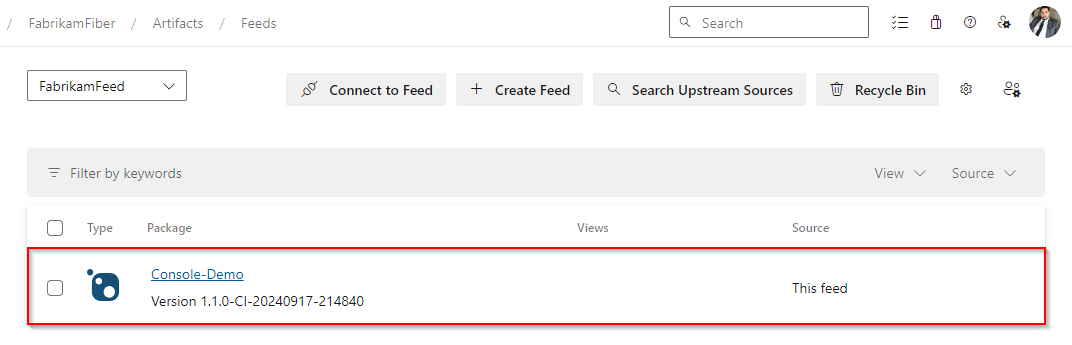 / FabrikamFiber / Artifacts / Feeds Search
FabrikamFeed Connect to Feed Create Feed Search Upstream Sources Recycle Bin
Filter by keywords View Source
Type Package Views Source
Console-Demo
Version 1.1.0-CI-20240917-214840 This feed